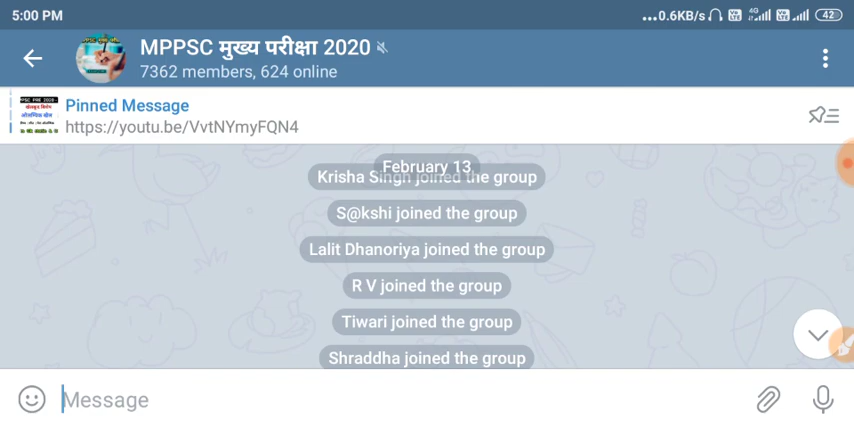 5:00 PM
...0.6KB/s
4G
42
MPPSC मुख्य परीक्षा 2020
7362 members, 624 online
Pinned Message
https://youtu.be/VvtNYmyFQN4
February 13
Krisha Singh joined the group
S@kshi joined the group
Lalit Dhanoriya joined the group
R V joined the group
Tiwari joined the group
Shraddha joined the group
Message